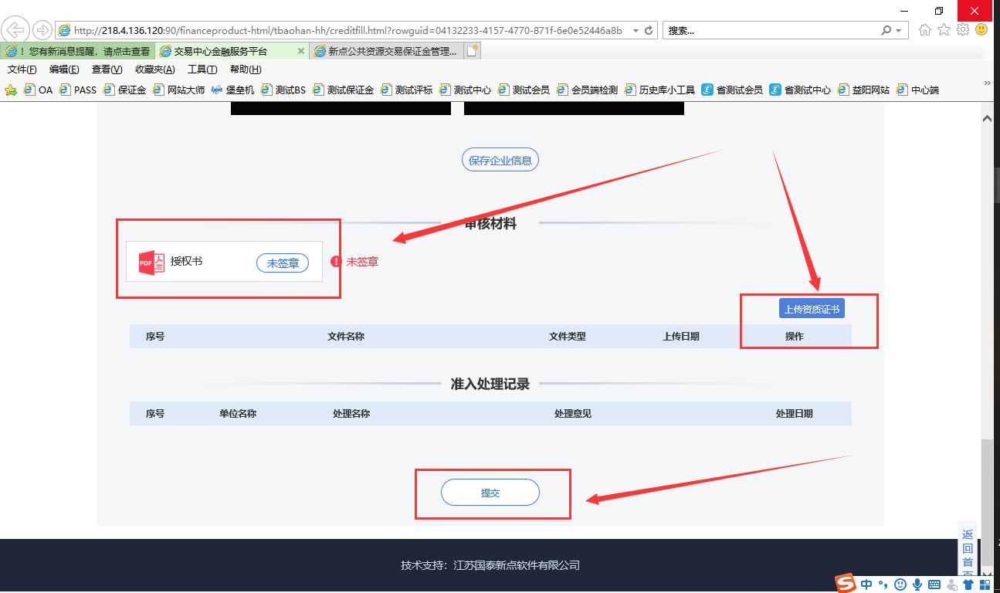 http://218.4.136.120:90/financeproduct-html/tbaohan-hh/creditfill.html?rowguid=04132233-4157-4770-871f-6e0e52446a8b
搜索...
！您有新消息提醒，请点击查看
交易中心金融服务平台
新点公共资源交易保证金管理...
文件(F) 编辑(E) 查看(V) 收藏夹(A) 工具(T) 帮助(H)
OA PASS 保证金 网站大师 堡垒机 测试BS 测试保证金 测试评标 测试中心 测试会员 会员端检测 历史库小工具 省测试会员 省测试中心 益阳网站 中心端
保存企业信息
审核材料
PDF 授权书 未签章 未签章
上传资质证书
序号 文件名称 文件类型 上传日期 操作
准入处理记录
序号 单位名称 处理名称 处理意见 处理日期
提交
返回首页
技术支持：江苏国泰新点软件有限公司
中